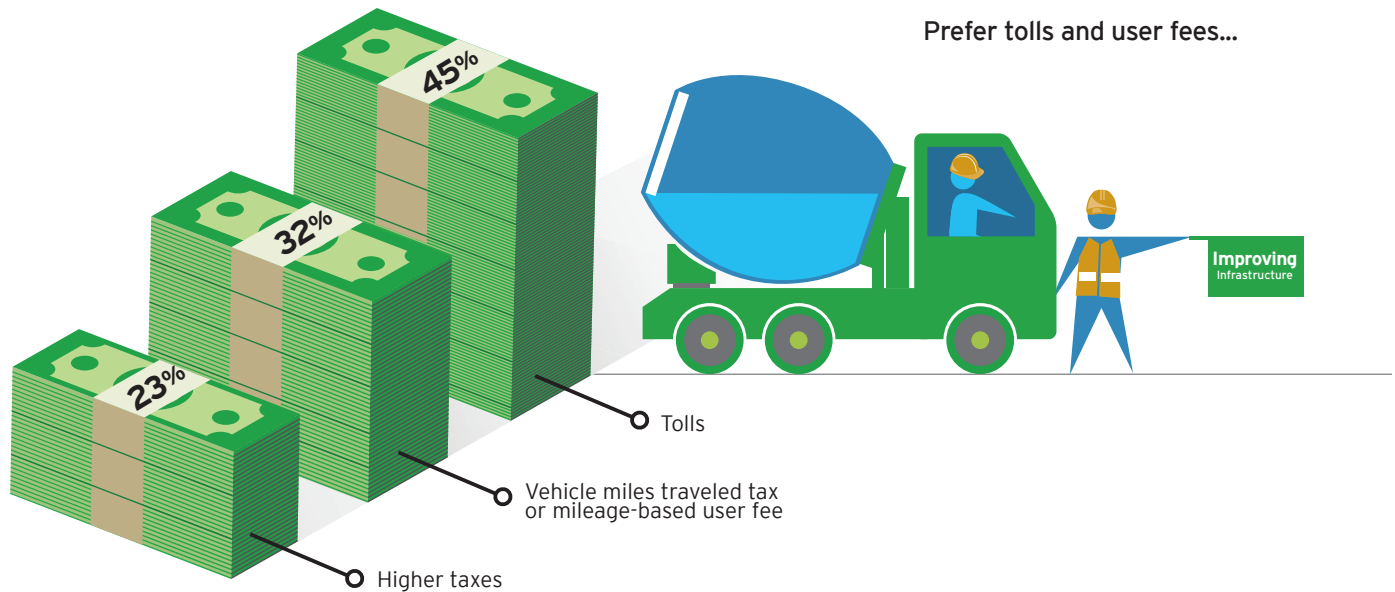 Prefer tolls and user fees...
45%
32%
23%
Improving
Infrastructure
Tolls
Vehicle miles traveled tax
or mileage-based user fee
Higher taxes